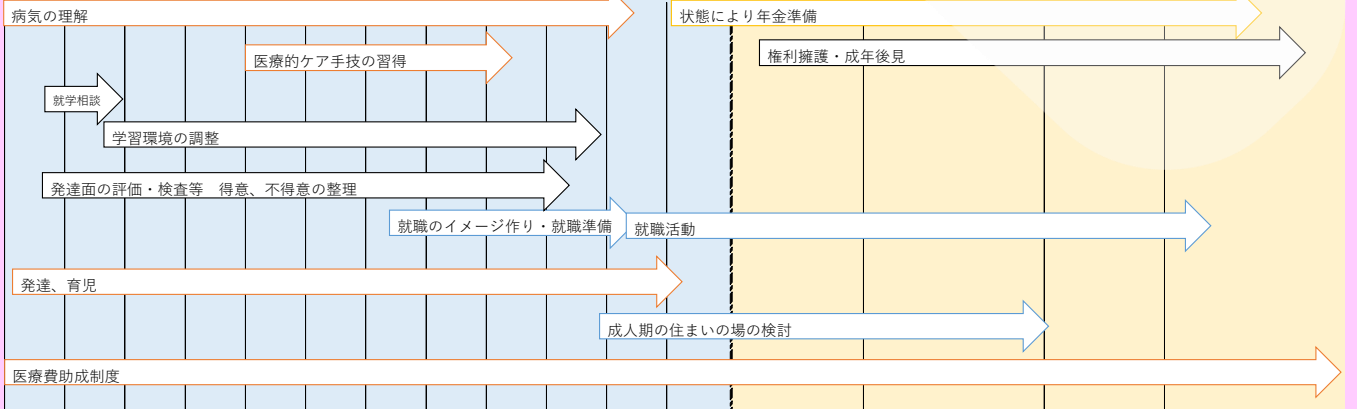 病気の理解
状態により年金準備
医療的ケア手技の習得
権利擁護・成年後見
就学相談
学習環境の調整
発達面の評価・検査等　得意、不得意の整理
就職のイメージ作り・就職準備
就職活動
発達、育児
成人期の住まいの場の検討
医療費助成制度